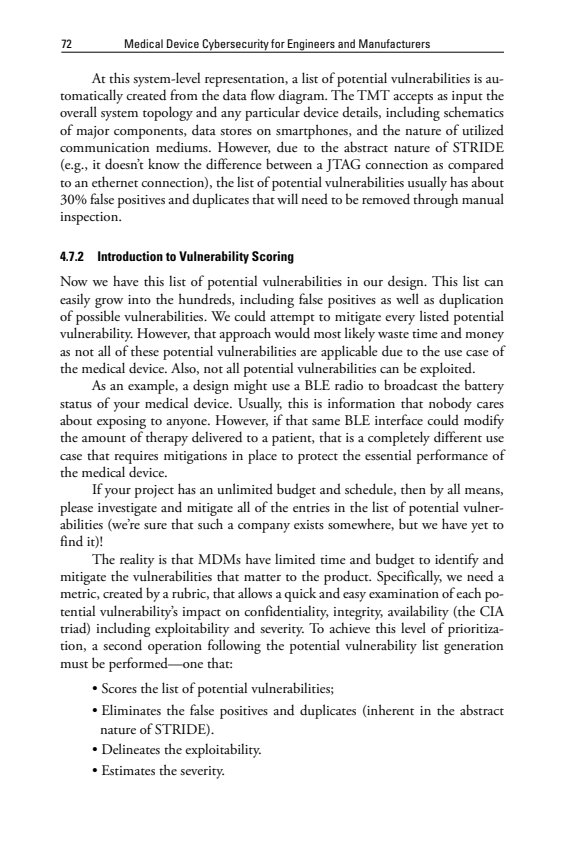 72 Medical Device Cybersecurity for Engineers and Manufacturers
At this system-level representation, a list of potential vulnerabilities is au-
tomatically created from the data flow diagram. The TMT accepts as input the
overall system topology and any particular device details, including schematics
of major components, data stores on smartphones, and the nature of utilized
communication mediums. However, due to the abstract nature of STRIDE
(e.g., it doesn’t know the difference between a JTAG connection as compared
to an ethernet connection), the list of potential vulnerabilities usually has about
30% false positives and duplicates that will need to be removed through manual
inspection.
4.7.2 Introduction to Vulnerability Scoring
Now we have this list of potential vulnerabilities in our design. This list can
easily grow into the hundreds, including false positives as well as duplication
of possible vulnerabilities. We could attempt to mitigate every listed potential
vulnerability. However, that approach would most likely waste time and money
as not all of these potential vulnerabilities are applicable due to the use case of
the medical device. Also, not all potential vulnerabilities can be exploited.
As an example, a design might use a BLE radio to broadcast the battery
status of your medical device. Usually, this is information that nobody cares
about exposing to anyone. However, if that same BLE interface could modify
the amount of therapy delivered to a patient, that is a completely different use
case that requires mitigations in place to protect the essential performance of
the medical device.
If your project has an unlimited budget and schedule, then by all means,
please investigate and mitigate all of the entries in the list of potential vulner-
abilities (we’re sure that such a company exists somewhere, but we have yet to
find it)!
The reality is that MDMs have limited time and budget to identify and
mitigate the vulnerabilities that matter to the product. Specifically, we need a
metric, created by a rubric, that allows a quick and easy examination of each po-
tential vulnerability’s impact on confidentiality, integrity, availability (the CIA
triad) including exploitability and severity. To achieve this level of prioritiza-
tion, a second operation following the potential vulnerability list generation
must be performed—one that:
• Scores the list of potential vulnerabilities;
• Eliminates the false positives and duplicates (inherent in the abstract
nature of STRIDE).
• Delineates the exploitability.
• Estimates the severity.